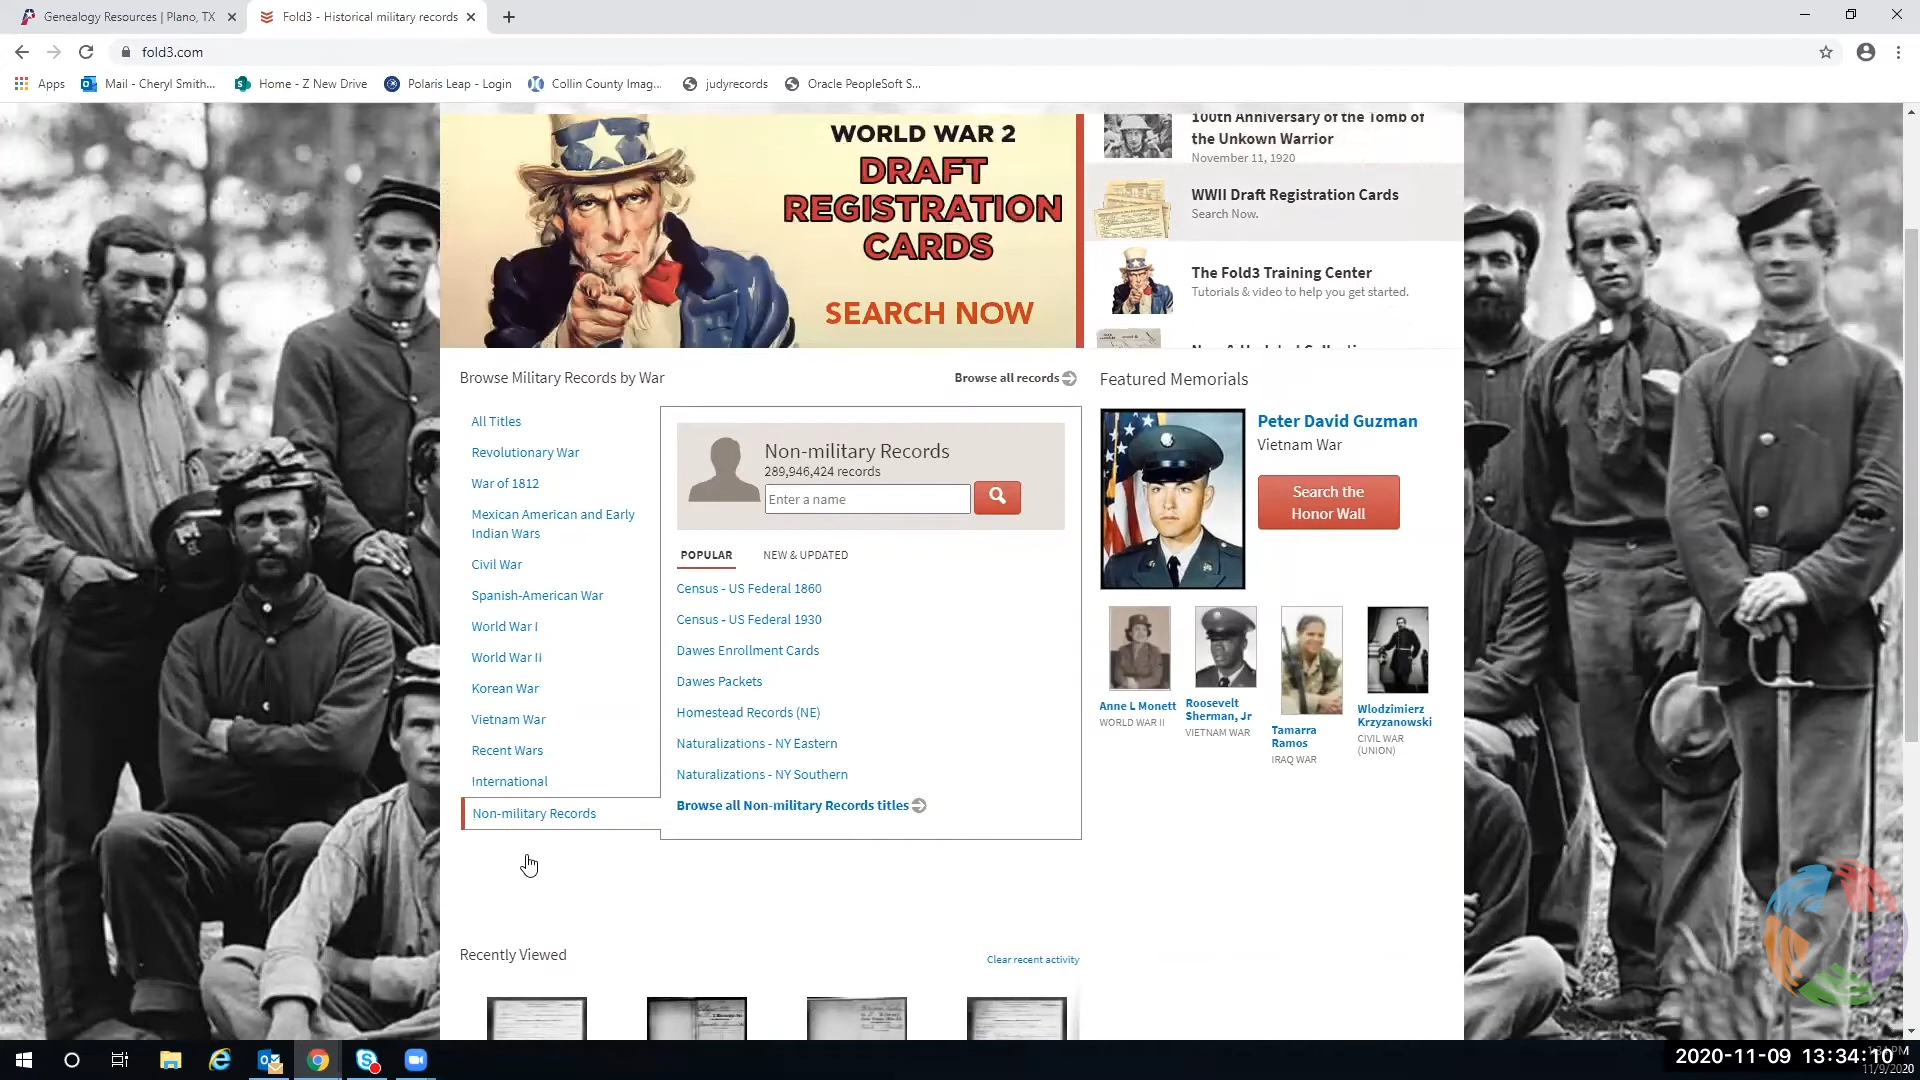 Genealogy Resources | Plano, TX
Fold3 - Historical military records
fold3.com
Apps
Mail - Cheryl Smith...
Home - Z New Drive
Polaris Leap - Login
Collin County Imag...
judyrecords
Oracle PeopleSoft S...
WORLD WAR 2
DRAFT
REGISTRATION
CARDS
SEARCH NOW
100th Anniversary of the Tomb of
the Unkown Warrior
November 11, 1920
WWII Draft Registration Cards
Search Now.
The Fold3 Training Center
Tutorials & video to help you get started.
Browse Military Records by War
Browse all records
All Titles
Revolutionary War
War of 1812
Mexican American and Early
Indian Wars
Civil War
Spanish-American War
World War I
World War II
Korean War
Vietnam War
Recent Wars
International
Non-military Records
Non-military Records
289,946,424 records
Enter a name
POPULAR
NEW & UPDATED
Census - US Federal 1860
Census - US Federal 1930
Dawes Enrollment Cards
Dawes Packets
Homestead Records (NE)
Naturalizations - NY Eastern
Naturalizations - NY Southern
Browse all Non-military Records titles
Featured Memorials
Peter David Guzman
Vietnam War
Search the
Honor Wall
Anne L Monett
WORLD WAR II
Roosevelt
Sherman, Jr
VIETNAM WAR
Tamarra
Ramos
IRAQ WAR
Wlodzimierz
Krzyzanowski
CIVIL WAR
(UNION)
Recently Viewed
Clear recent activity
2020-11-09 13:34:10
11/9/2020